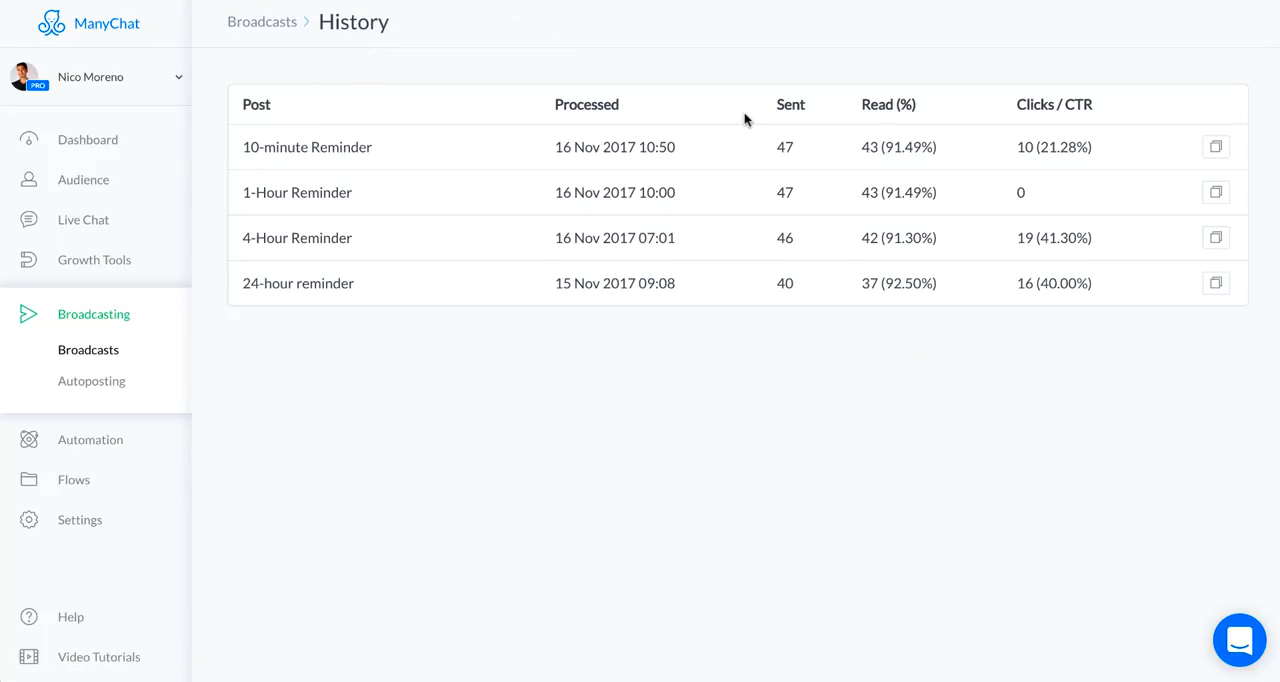 ManyChat
Broadcasts > History
PRO
Nico Moreno
Dashboard
Audience
Live Chat
Growth Tools
Broadcasting
Broadcasts
Autoposting
Automation
Flows
Settings
Help
Video Tutorials
Post Processed Sent Read (%) Clicks / CTR
10-minute Reminder 16 Nov 2017 10:50 47 43 (91.49%) 10 (21.28%)
1-Hour Reminder 16 Nov 2017 10:00 47 43 (91.49%) 0
4-Hour Reminder 16 Nov 2017 07:01 46 42 (91.30%) 19 (41.30%)
24-hour reminder 15 Nov 2017 09:08 40 37 (92.50%) 16 (40.00%)